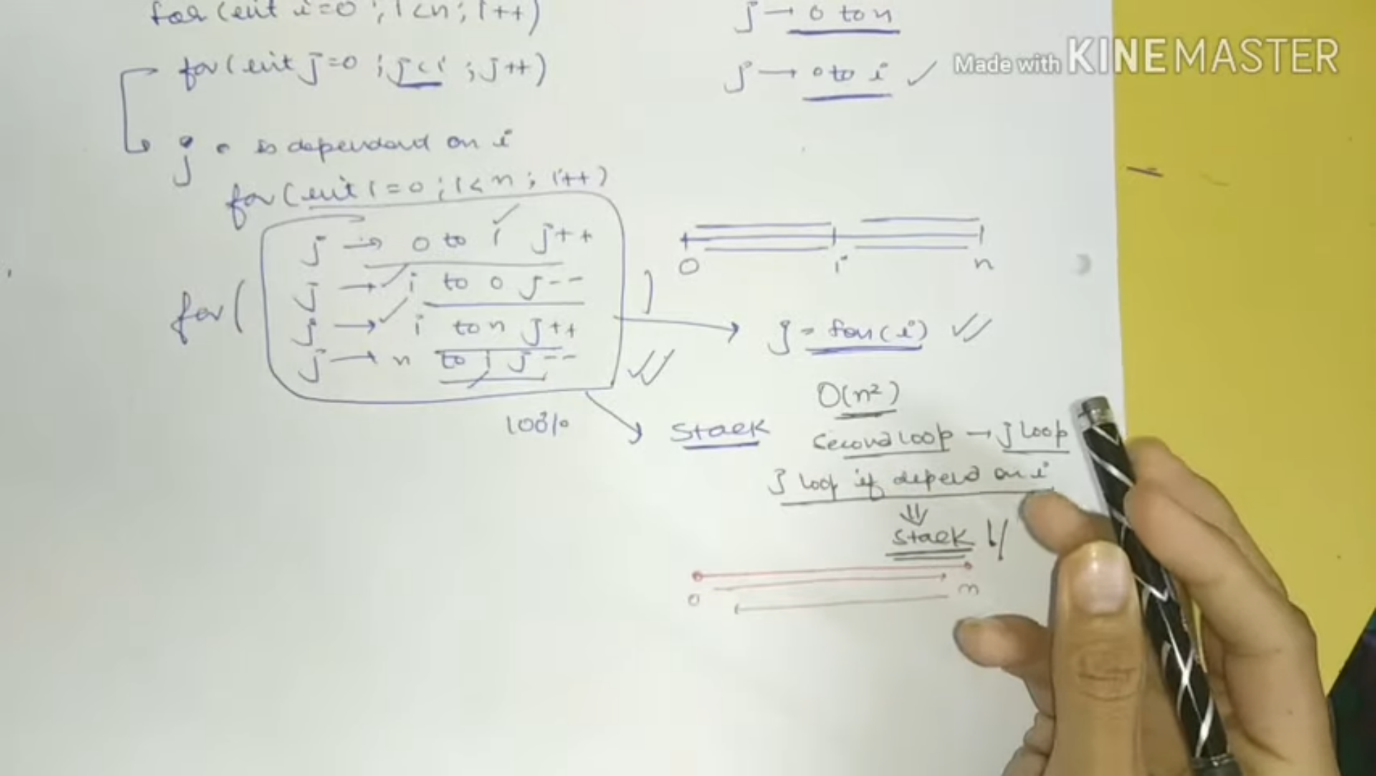 for(int i=0; i<n; i++)
j → 0 to n
Made with KINEMASTER
for(int j=0; j<i; j++)
j → 0 to i ✓
j is dependant on i
for(int i=0; i<n; i++)
j → 0 to i j++
0 i n
j → i to 0 j--
for( )
j → i to n j++
j = fon(i)
j → n to i j--
O(n²)
100%
Stack
Second loop → j loop
J loop if depend on i
⇓
stack
0 n